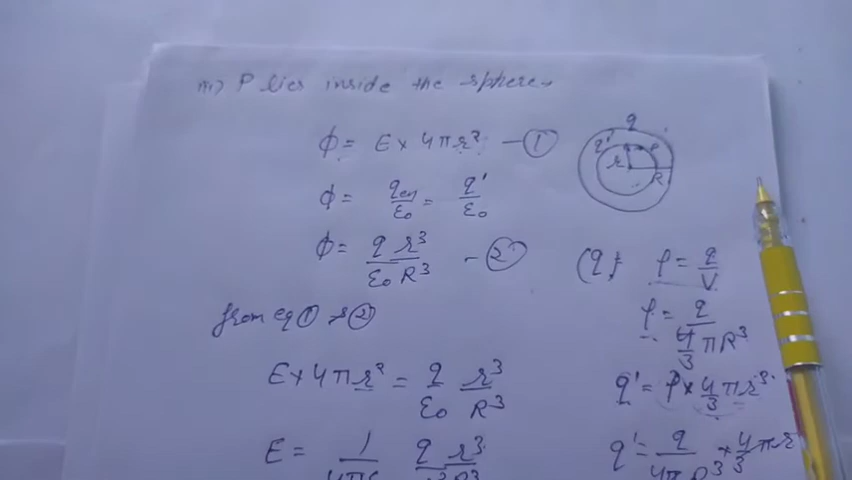 iii) P lies inside the sphere
φ = E × 4πr² — ①
φ = qen/ε₀ = q'/ε₀
φ = q r³/ε₀ R³ — ②
from eq ① & ②
E × 4πr² = q/ε₀ r³/R³
E = 1/4πε q r³/R³
q
q' P
r R
(q) ρ = q/V
ρ = q/(4/3 πR³)
q' = ρ × 4/3 πr³
q' = q/4πR³ × 4/3 πr